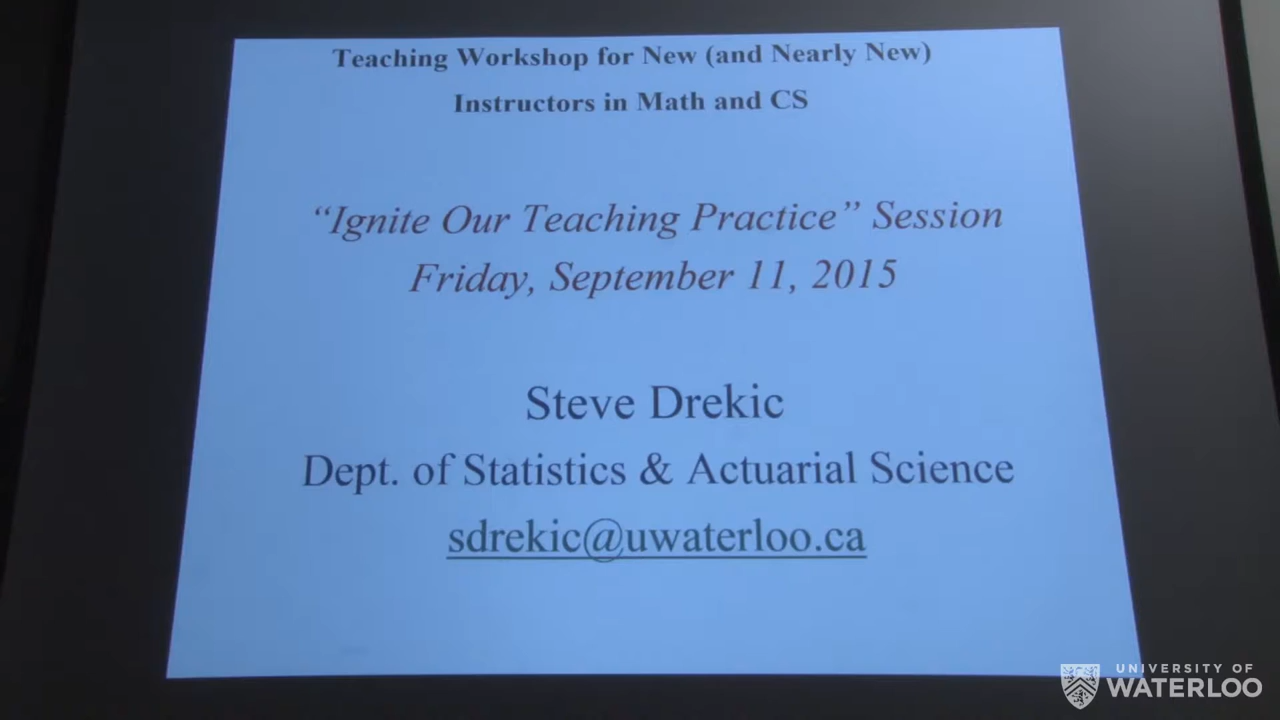 Teaching Workshop for New (and Nearly New)
Instructors in Math and CS
“Ignite Our Teaching Practice” Session
Friday, September 11, 2015
Steve Drekic
Dept. of Statistics & Actuarial Science
sdrekic@uwaterloo.ca
UNIVERSITY OF
WATERLOO